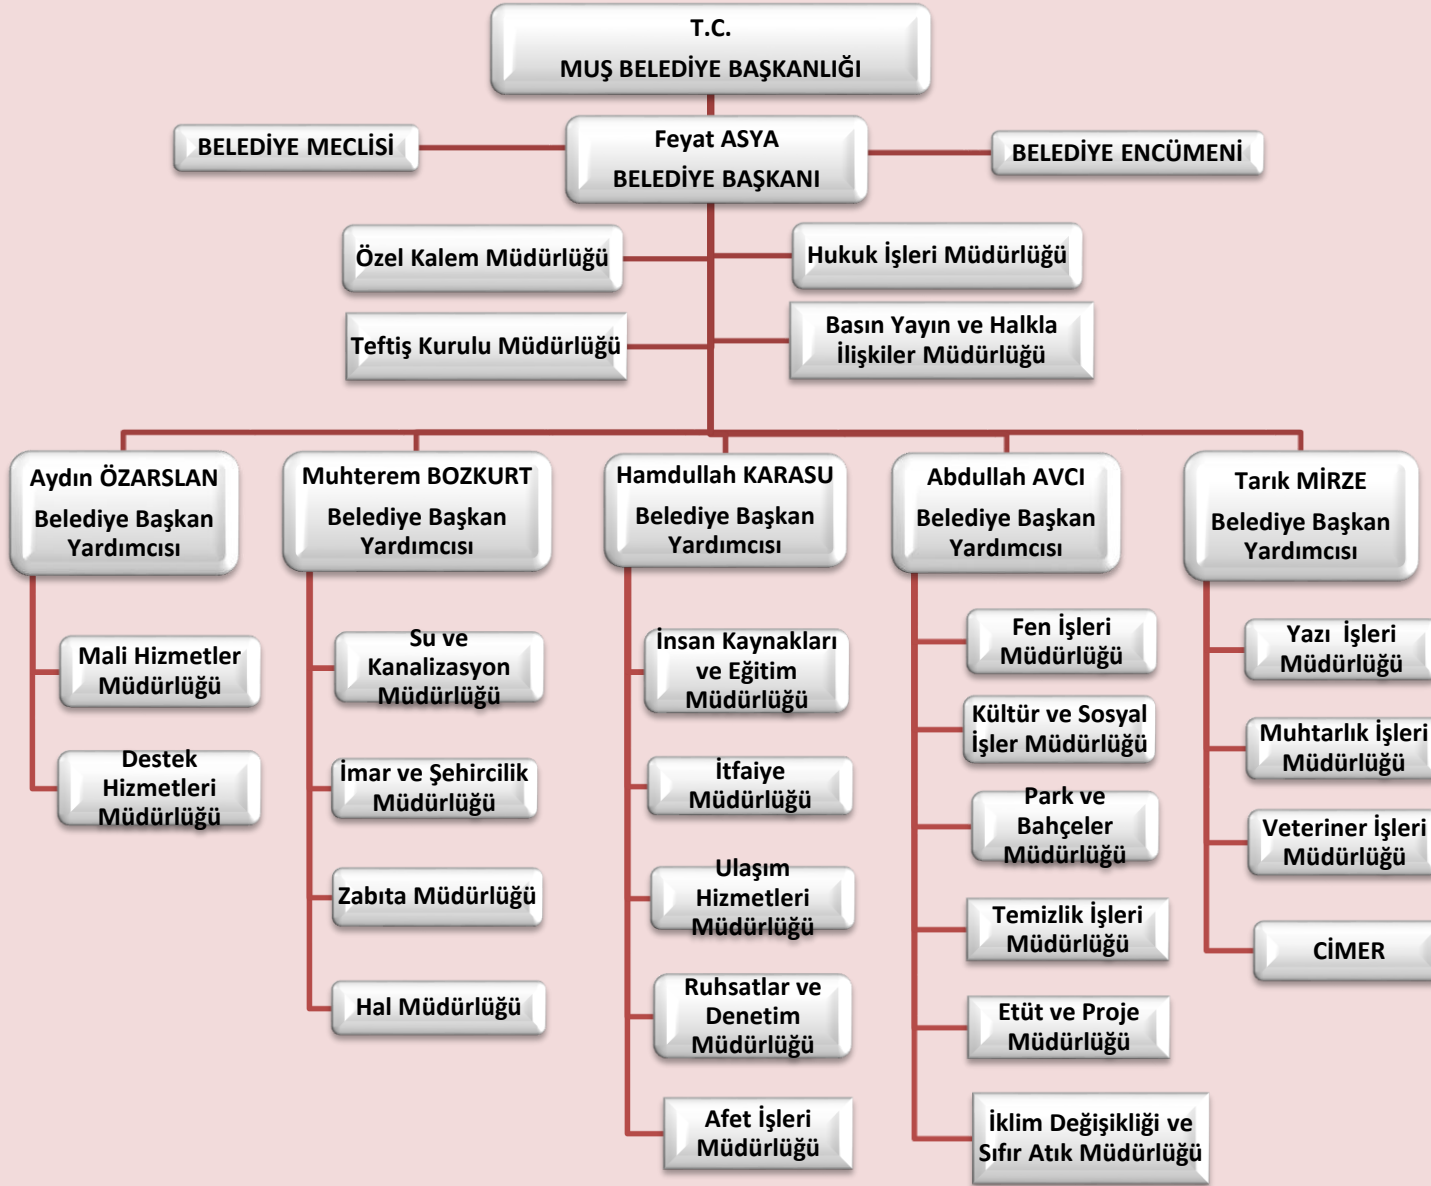 T.C.
MUŞ BELEDİYE BAŞKANLIĞI
BELEDİYE MECLİSİ
Feyat ASYA
BELEDİYE BAŞKANI
BELEDİYE ENCÜMENİ
Özel Kalem Müdürlüğü
Hukuk İşleri Müdürlüğü
Teftiş Kurulu Müdürlüğü
Basın Yayın ve Halkla
İlişkiler Müdürlüğü
Aydın ÖZARSLAN
Belediye Başkan
Yardımcısı
Mali Hizmetler
Müdürlüğü
Destek
Hizmetleri
Müdürlüğü
Muhterem BOZKURT
Belediye Başkan
Yardımcısı
Su ve
Kanalizasyon
Müdürlüğü
İmar ve Şehircilik
Müdürlüğü
Zabıta Müdürlüğü
Hal Müdürlüğü
Hamdullah KARASU
Belediye Başkan
Yardımcısı
İnsan Kaynakları
ve Eğitim
Müdürlüğü
İtfaiye
Müdürlüğü
Ulaşım
Hizmetleri
Müdürlüğü
Ruhsatlar ve
Denetim
Müdürlüğü
Afet İşleri
Müdürlüğü
Abdullah AVCI
Belediye Başkan
Yardımcısı
Fen İşleri
Müdürlüğü
Kültür ve Sosyal
İşler Müdürlüğü
Park ve
Bahçeler
Müdürlüğü
Temizlik İşleri
Müdürlüğü
Etüt ve Proje
Müdürlüğü
İklim Değişikliği ve
Sıfır Atık Müdürlüğü
Tarık MİRZE
Belediye Başkan
Yardımcısı
Yazı İşleri
Müdürlüğü
Muhtarlık İşleri
Müdürlüğü
Veteriner İşleri
Müdürlüğü
CİMER